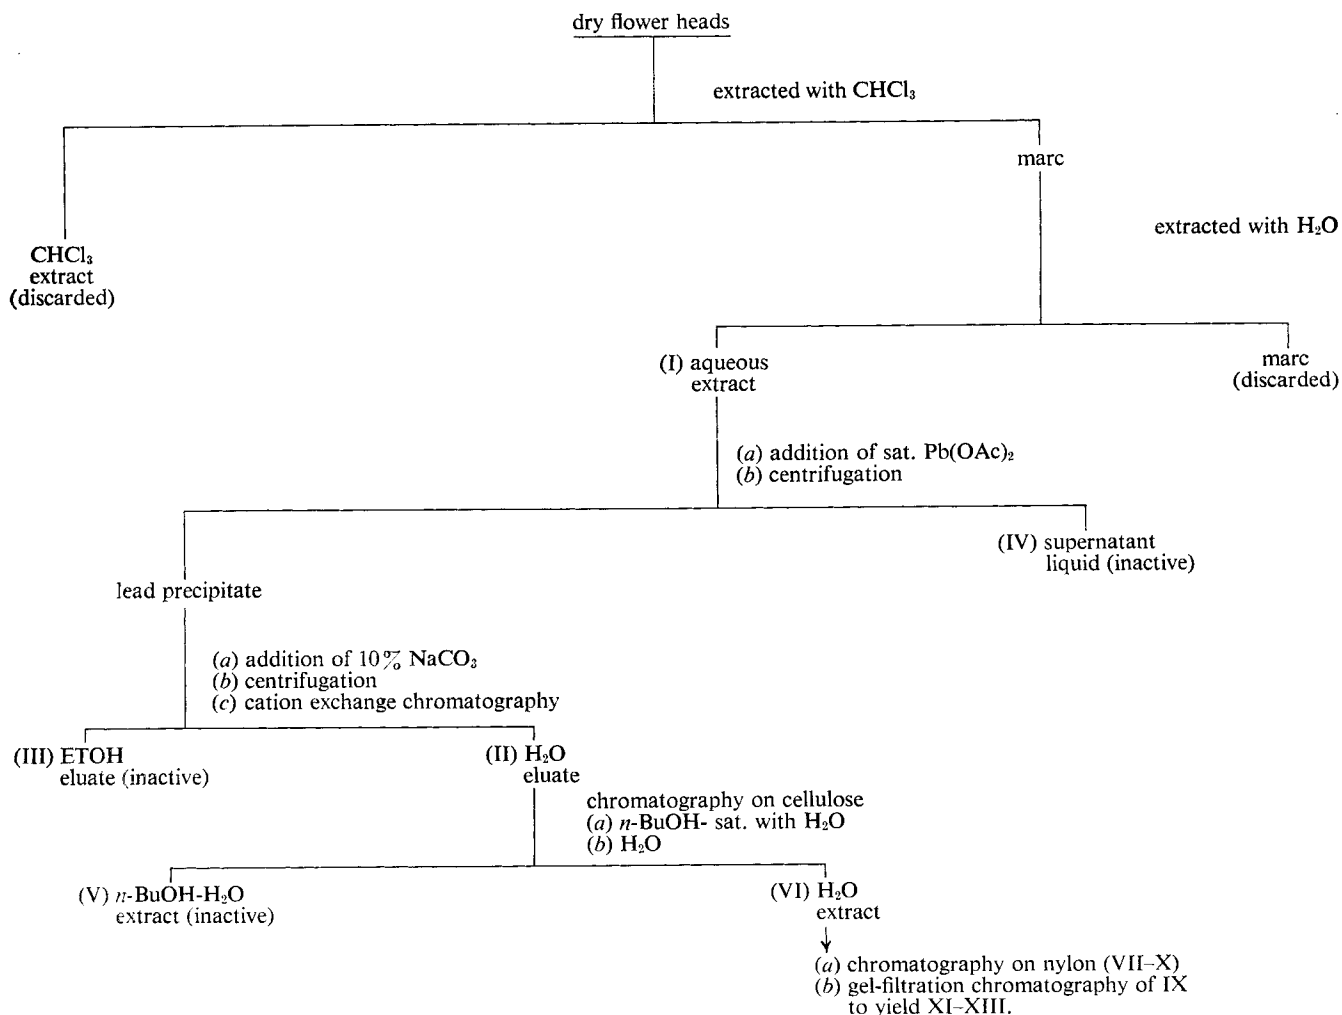 dry flower heads
extracted with CHCl₃
marc
extracted with H₂O
CHCl₃
extract
(discarded)
(I) aqueous
extract
marc
(discarded)
(a) addition of sat. Pb(OAc)₂
(b) centrifugation
(IV) supernatant
liquid (inactive)
lead precipitate
(a) addition of 10% NaCO₃
(b) centrifugation
(c) cation exchange chromatography
(III) ETOH
eluate (inactive)
(II) H₂O
eluate
chromatography on cellulose
(a) n-BuOH- sat. with H₂O
(b) H₂O
(V) n-BuOH-H₂O
extract (inactive)
(VI) H₂O
extract
(a) chromatography on nylon (VII–X)
(b) gel-filtration chromatography of IX
to yield XI–XIII.